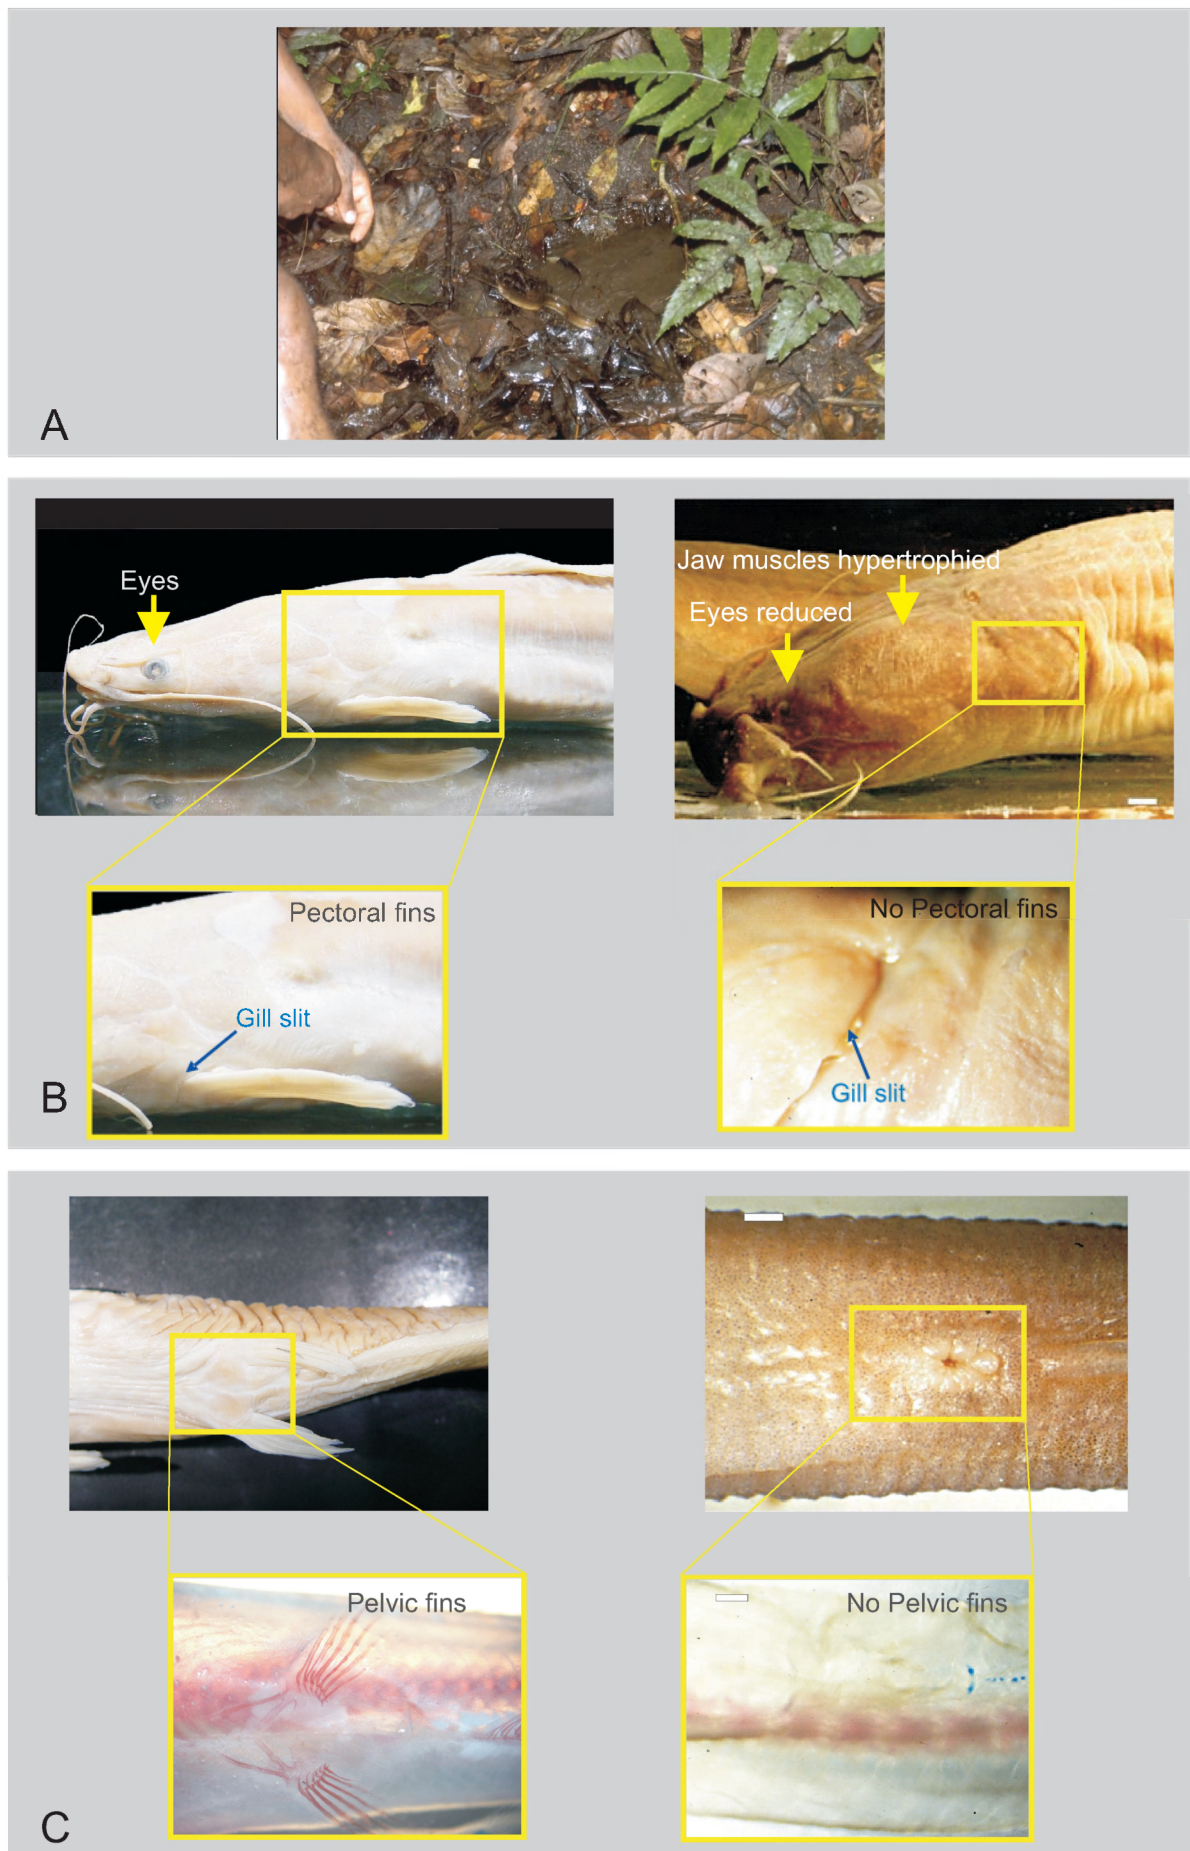 A
Eyes
Jaw muscles hypertrophied
Eyes reduced
Pectoral fins
Gill slit
No Pectoral fins
Gill slit
B
Pelvic fins
No Pelvic fins
C